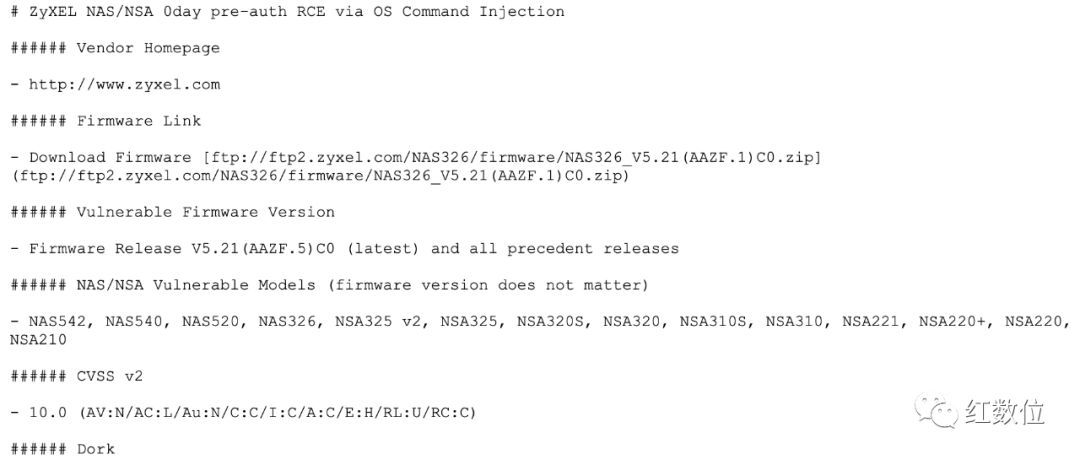 # ZyXEL NAS/NSA 0day pre-auth RCE via OS Command Injection
###### Vendor Homepage
- http://www.zyxel.com
###### Firmware Link
- Download Firmware [ftp://ftp2.zyxel.com/NAS326/firmware/NAS326_V5.21(AAZF.1)C0.zip]
(ftp://ftp2.zyxel.com/NAS326/firmware/NAS326_V5.21(AAZF.1)C0.zip)
###### Vulnerable Firmware Version
- Firmware Release V5.21(AAZF.5)C0 (latest) and all precedent releases
###### NAS/NSA Vulnerable Models (firmware version does not matter)
- NAS542, NAS540, NAS520, NAS326, NSA325 v2, NSA325, NSA320S, NSA320, NSA310S, NSA310, NSA221, NSA220+, NSA220,
NSA210
###### CVSS v2
- 10.0 (AV:N/AC:L/Au:N/C:C/I:C/A:C/E:H/RL:U/RC:C)
红数位
###### Dork